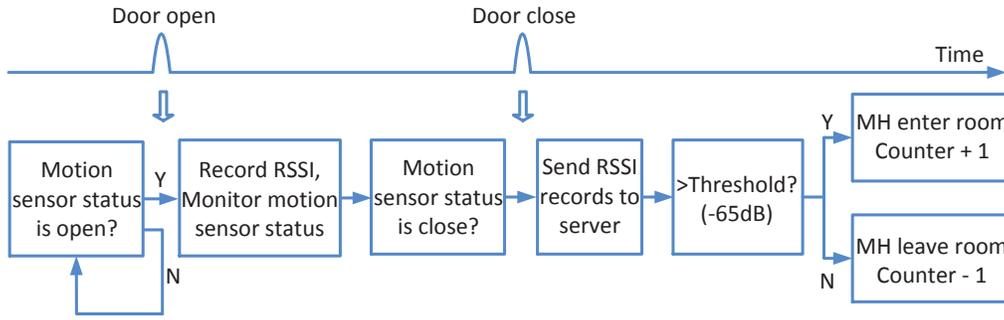 Door open
Door close
Time
Motion
sensor status
is open?
Y
N
Record RSSI,
Monitor motion
sensor status
Motion
sensor status
is close?
Send RSSI
records to
server
>Threshold?
(-65dB)
Y
MH enter room
Counter + 1
N
MH leave room
Counter - 1